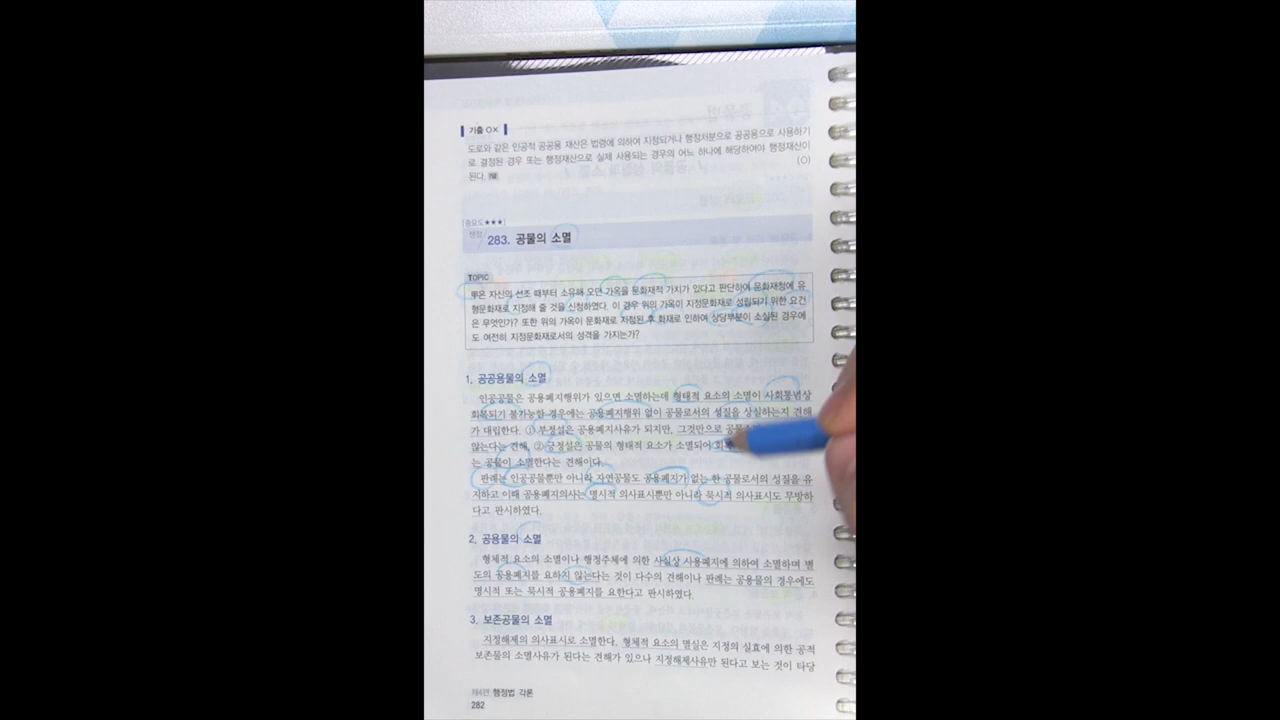 기출 OX
도로와 같은 인공적 공공용 재산은 법령에 의하여 지정되거나 행정처분으로 공공용으로 사용하기
로 결정된 경우 또는 행정재산으로 실제 사용되는 경우의 어느 하나에 해당하여야 행정재산이
된다. (O)
[중요도 ★★★]
행정
283. 공물의 소멸
TOPIC
甲은 자신의 선조 때부터 소유해 오던 가옥을 문화재적 가치가 있다고 판단하여 문화재청에 유
형문화재로 지정해 줄 것을 신청하였다. 이 경우 위의 가옥이 지정문화재로 성립되기 위한 요건
은 무엇인가? 또한 위의 가옥이 문화재로 지정된 후 화재로 인하여 상당부분이 소실된 경우에
도 여전히 지정문화재로서의 성격을 가지는가?
1. 공공용물의 소멸
인공공물은 공용폐지행위가 있으면 소멸하는데 형태적 요소의 소멸이 사회통념상
회복되기 불가능한 경우에는 공용폐지행위 없이 공물로서의 성질을 상실하는지 견해
가 대립한다. ① 부정설은 공용폐지사유가 되지만, 그것만으로
않는다는 견해, ② 긍정설은 공물의 형태적 요소가 소멸되어
는 공물이 소멸한다는 견해이다.
판례는 인공공물뿐만 아니라 자연공물도 공용폐지가 없는 한 공물로서의 성질을 유
지하고 이때 공용폐지의사는 명시적 의사표시뿐만 아니라 묵시적 의사표시도 무방하
다고 판시하였다.
2. 공용물의 소멸
형체적 요소의 소멸이나 행정주체에 의한 사실상 사용폐지에 의하여 소멸하며 별
도의 공용폐지를 요하지 않는다는 것이 다수의 견해이나 판례는 공용물의 경우에도
명시적 또는 묵시적 공용폐지를 요한다고 판시하였다.
3. 보존공물의 소멸
지정해제의 의사표시로 소멸한다. 형체적 요소의 멸실은 지정의 실효에 의한 공적
보존물의 소멸사유가 된다는 견해가 있으나 지정해제사유만 된다고 보는 것이 타당
제4편 행정법 각론
282